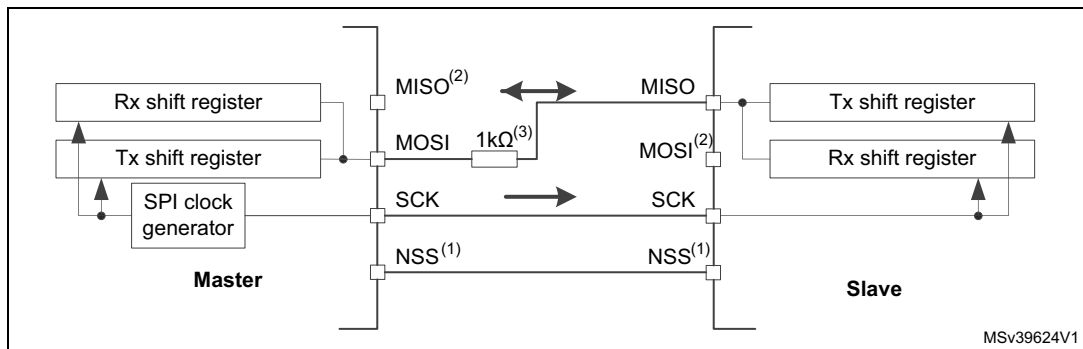 MISO(2)
MISO
Rx shift register
Tx shift register
MOSI
1kΩ(3)
MOSI(2)
Tx shift register
Rx shift register
SPI clock
generator
SCK
SCK
NSS(1)
NSS(1)
Master
Slave
MSv39624V1